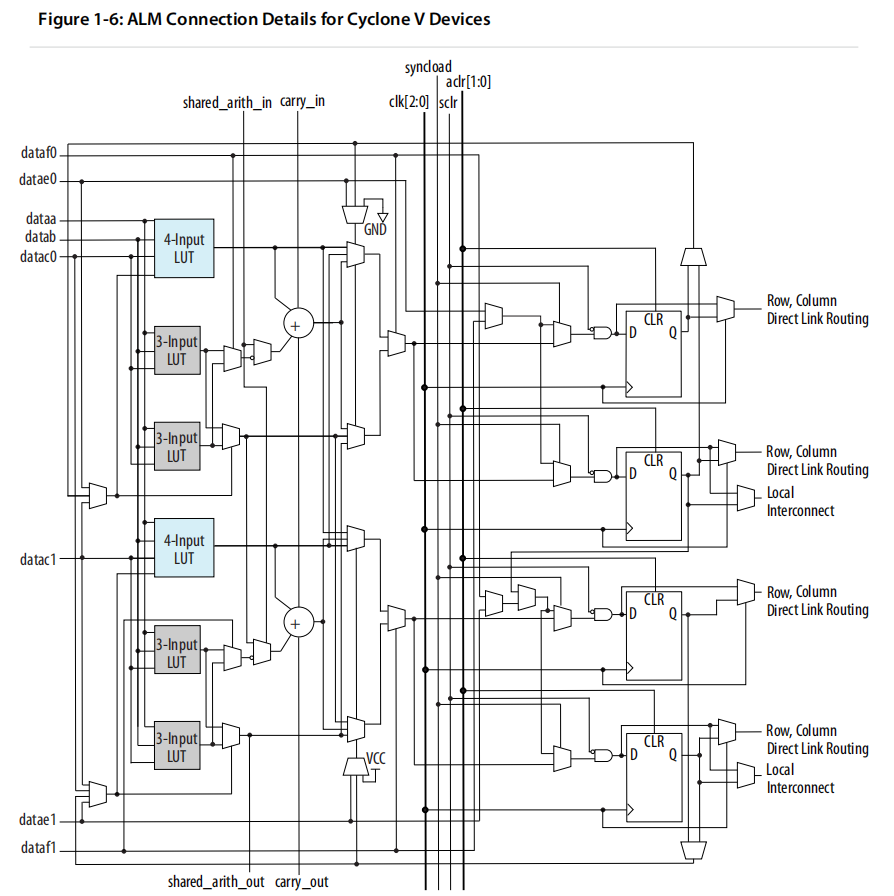 Figure 1-6: ALM Connection Details for Cyclone V Devices
syncload
aclr[1:0]
shared_arith_in
carry_in
clk[2:0]
sclr
dataf0
datae0
dataa
datab
datac0
4-Input
LUT
GND
+
3-Input
LUT
CLR
D
Q
Row, Column
Direct Link Routing
3-Input
LUT
CLR
D
Q
Row, Column
Direct Link Routing
Local
Interconnect
4-Input
LUT
datac1
+
3-Input
LUT
CLR
D
Q
Row, Column
Direct Link Routing
3-Input
LUT
VCC
CLR
D
Q
Row, Column
Direct Link Routing
Local
Interconnect
datae1
dataf1
shared_arith_out
carry_out